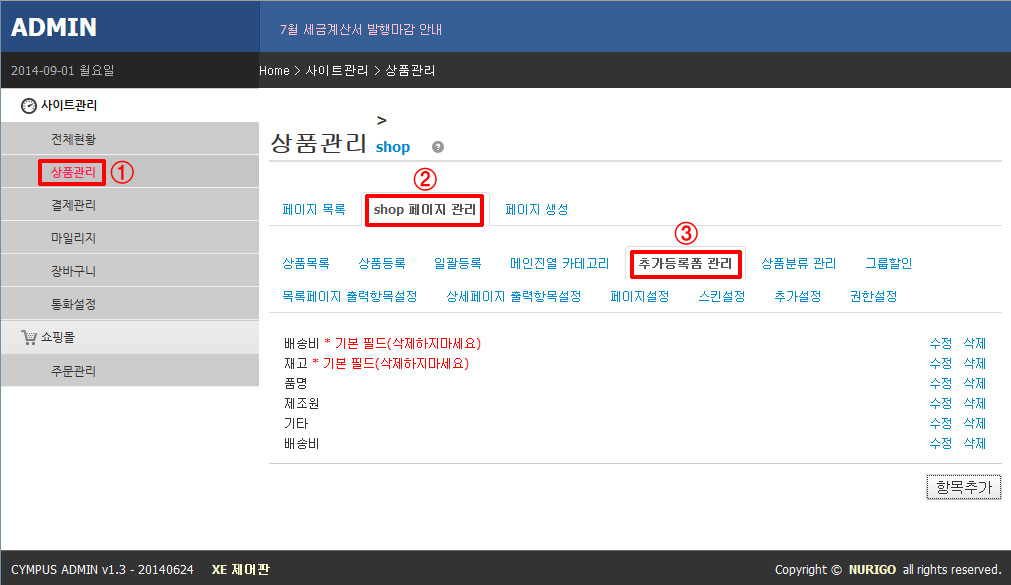 ADMIN
7월 세금계산서 발행마감 안내
2014-09-01 월요일
Home > 사이트관리 > 상품관리
사이트관리
전체현황
상품관리 ①
결제관리
마일리지
장바구니
통화설정
쇼핑몰
주문관리
>
상품관리 shop ?
②
페이지 목록 shop 페이지 관리 페이지 생성
③
상품목록 상품등록 일괄등록 메인진열 카테고리 추가등록폼 관리 상품분류 관리 그룹할인
목록페이지 출력항목설정 상세페이지 출력항목설정 페이지설정 스킨설정 추가설정 권한설정
배송비 * 기본 필드(삭제하지마세요) 수정 삭제
재고 * 기본 필드(삭제하지마세요) 수정 삭제
품명 수정 삭제
제조원 수정 삭제
기타 수정 삭제
배송비 수정 삭제
항목추가
CYMPUS ADMIN v1.3 - 20140624 XE 제어판
Copyright © NURIGO all rights reserved.